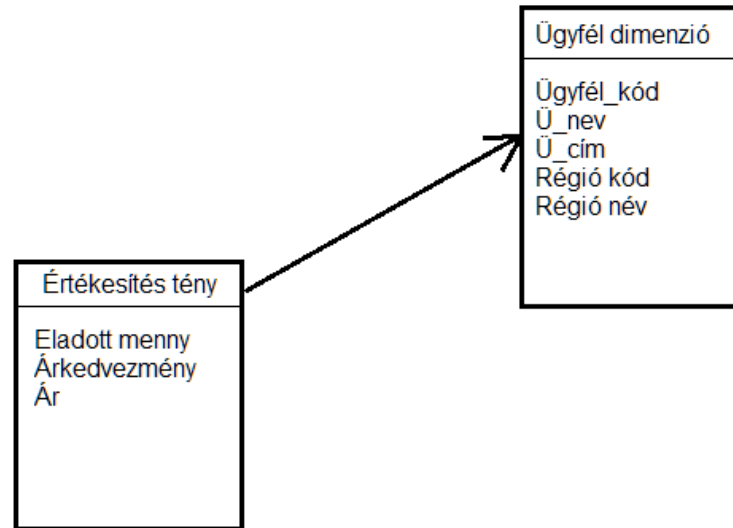 Ügyfél dimenzió
Ügyfél_kód
Ü_nev
Ü_cím
Régió kód
Régió név
Értékesítés tény
Eladott menny
Árkedvezmény
Ár